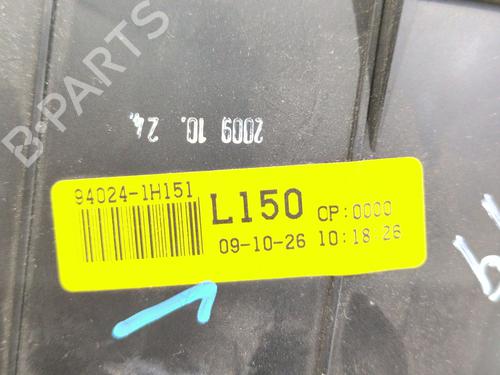 B-PARTS
2009 10. 24.
94024-1H151
L150 CP:0000
09-10-26 10:18:26